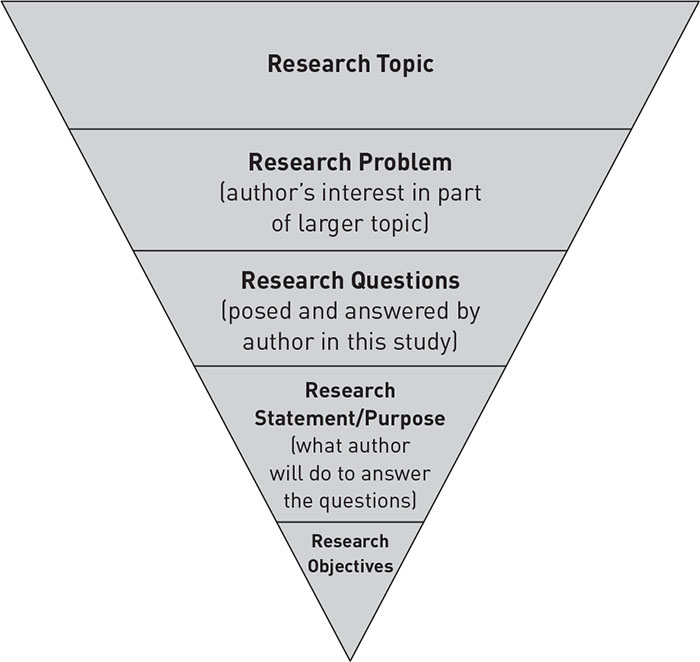 Research Topic
Research Problem
(author’s interest in part
of larger topic)
Research Questions
(posed and answered by
author in this study)
Research
Statement/Purpose
(what author
will do to answer
the questions)
Research
Objectives